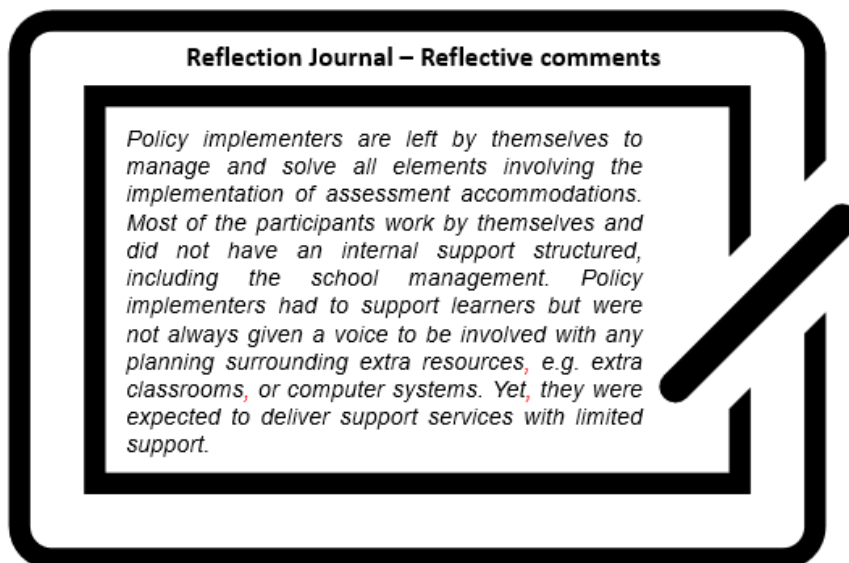 Reflection Journal – Reflective comments
Policy implementers are left by themselves to
manage and solve all elements involving the
implementation of assessment accommodations.
Most of the participants work by themselves and
did not have an internal support structured,
including the school management. Policy
implementers had to support learners but were
not always given a voice to be involved with any
planning surrounding extra resources, e.g. extra
classrooms, or computer systems. Yet, they were
expected to deliver support services with limited
support.